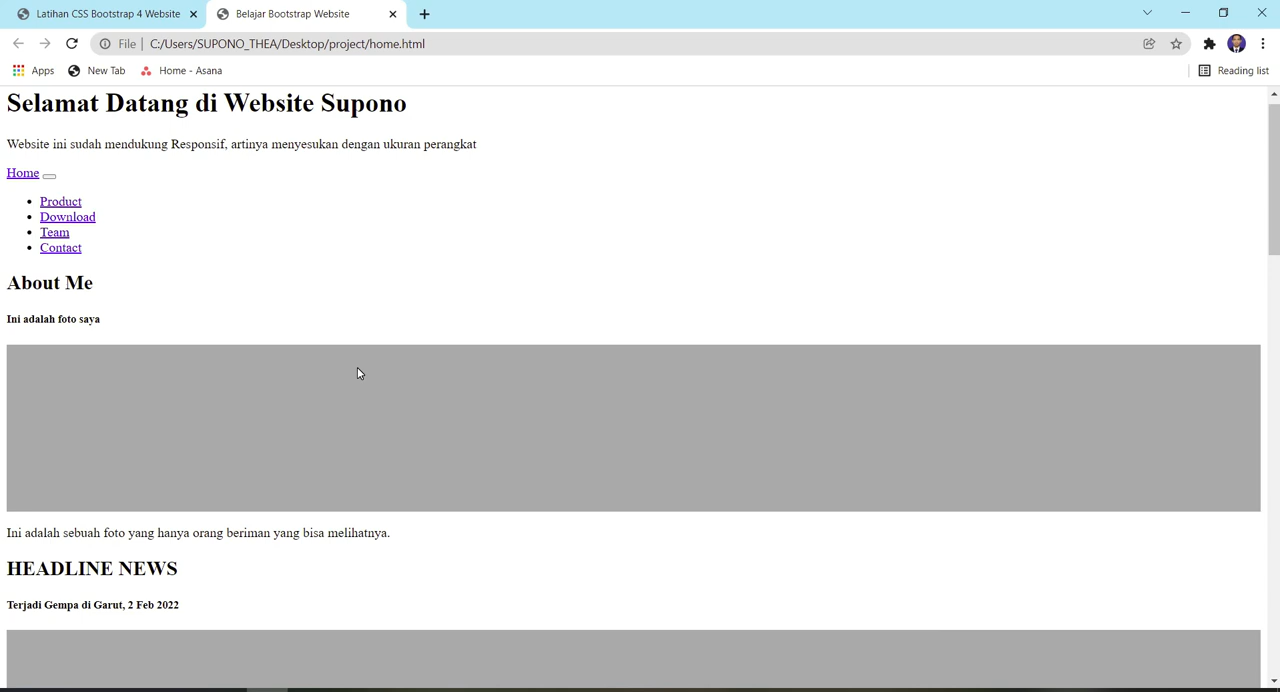 Latihan CSS Bootstrap 4 Website
Belajar Bootstrap Website
File | C:/Users/SUPONO_THEA/Desktop/project/home.html
Apps
New Tab
Home - Asana
Reading list
Selamat Datang di Website Supono
Website ini sudah mendukung Responsif, artinya menyesukan dengan ukuran perangkat
Home
Product
Download
Team
Contact
About Me
Ini adalah foto saya
Ini adalah sebuah foto yang hanya orang beriman yang bisa melihatnya.
HEADLINE NEWS
Terjadi Gempa di Garut, 2 Feb 2022